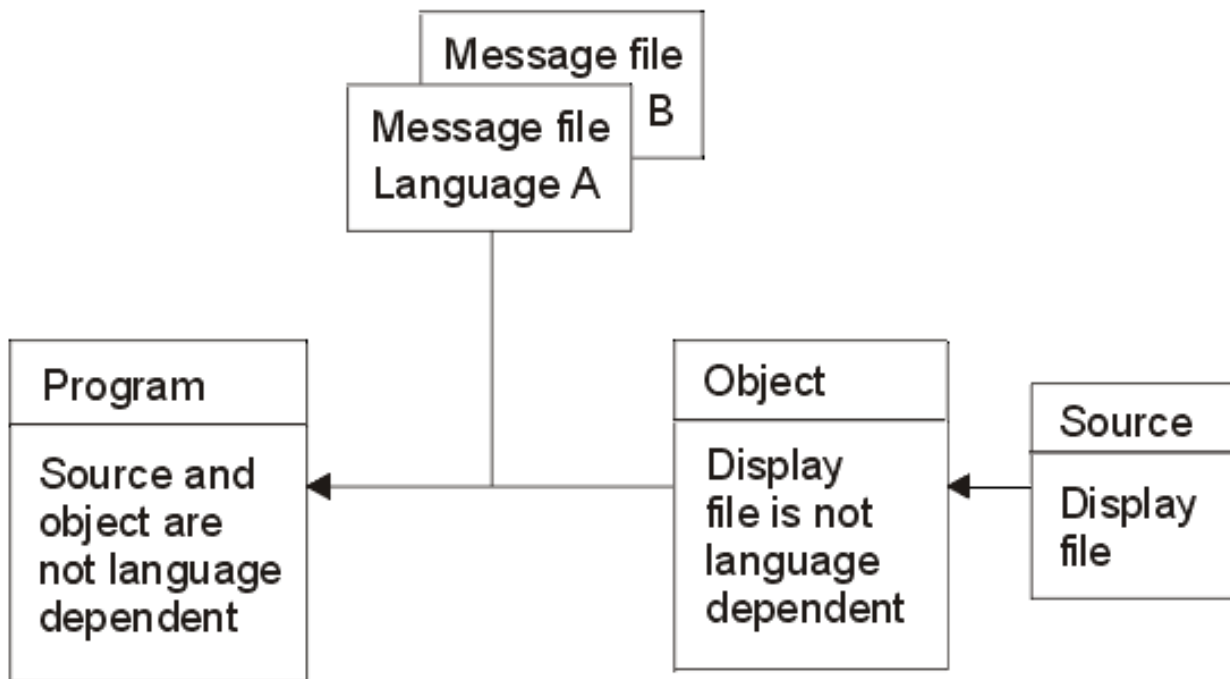 Message file
B
Message file
Language A
Program
Source and
object are
not language
dependent
Object
Display
file is not
language
dependent
Source
Display
file